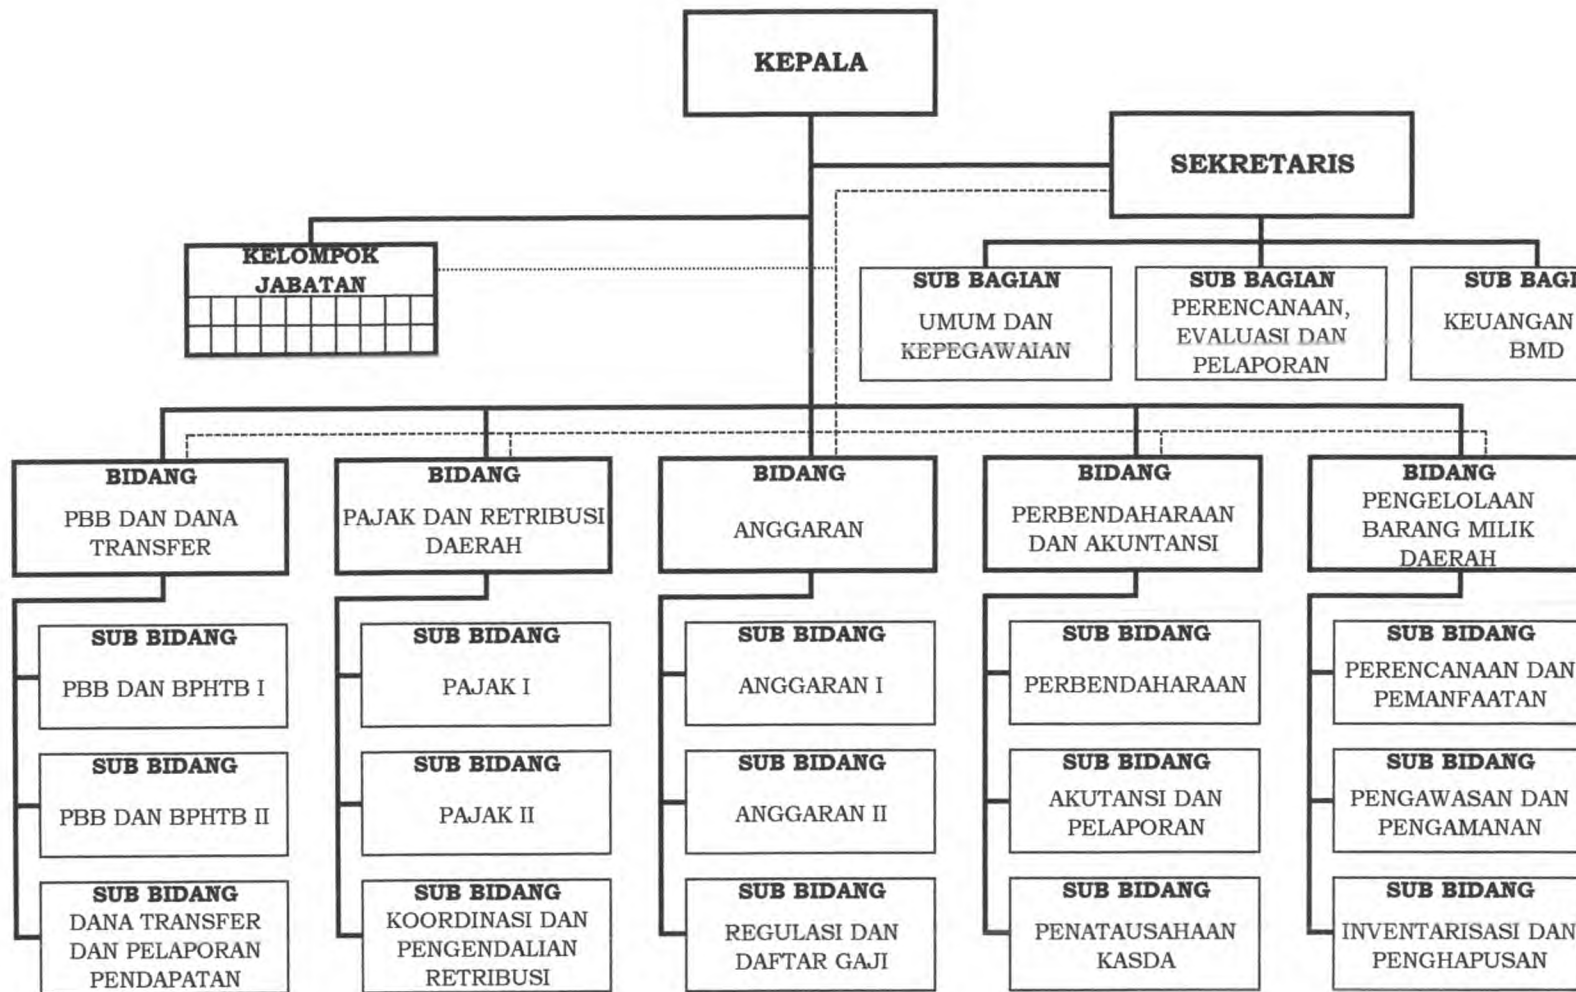 KEPALA
SEKRETARIS
KELOMPOK
JABATAN
SUB BAGIAN
UMUM DAN
KEPEGAWAIAN
SUB BAGIAN
PERENCANAAN,
EVALUASI DAN
PELAPORAN
SUB BAGI
KEUANGAN
BMD
BIDANG
PBB DAN DANA
TRANSFER
BIDANG
PAJAK DAN RETRIBUSI
DAERAH
BIDANG
ANGGARAN
BIDANG
PERBENDAHARAAN
DAN AKUNTANSI
BIDANG
PENGELOLAAN
BARANG MILIK
DAERAH
SUB BIDANG
PBB DAN BPHTB I
SUB BIDANG
PAJAK I
SUB BIDANG
ANGGARAN I
SUB BIDANG
PERBENDAHARAAN
SUB BIDANG
PERENCANAAN DAN
PEMANFAATAN
SUB BIDANG
PBB DAN BPHTB II
SUB BIDANG
PAJAK II
SUB BIDANG
ANGGARAN II
SUB BIDANG
AKUTANSI DAN
PELAPORAN
SUB BIDANG
PENGAWASAN DAN
PENGAMANAN
SUB BIDANG
DANA TRANSFER
DAN PELAPORAN
PENDAPATAN
SUB BIDANG
KOORDINASI DAN
PENGENDALIAN
RETRIBUSI
SUB BIDANG
REGULASI DAN
DAFTAR GAJI
SUB BIDANG
PENATAUSAHAAN
KASDA
SUB BIDANG
INVENTARISASI DAN
PENGHAPUSAN